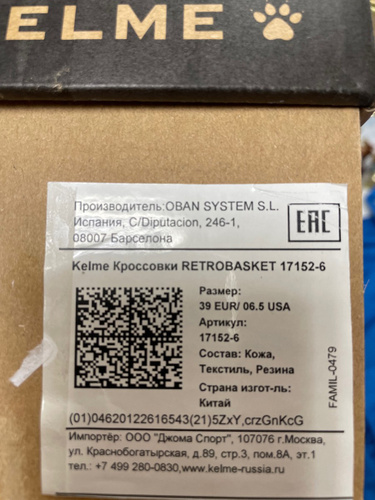 KELME
Производитель:OBAN SYSTEM S.L.
Испания, C/Diputacion, 246-1,
08007 Барселона
EAC
Kelme Кроссовки RETROBASKET 17152-6
Размер:
39 EUR/ 06.5 USA
Артикул:
17152-6
Состав: Кожа,
Текстиль, Резина
Страна изгот-ль:
Китай
FAMIL-0479
(01)04620122616543(21)5ZxY,crzGnKcG
Импортёр: ООО "Джома Спорт", 107076 г.Москва,
ул. Краснобогатырская, д.89, стр.3, пом.8А, эт.1
тел.: +7 499 280-0830, www.kelme-russia.ru